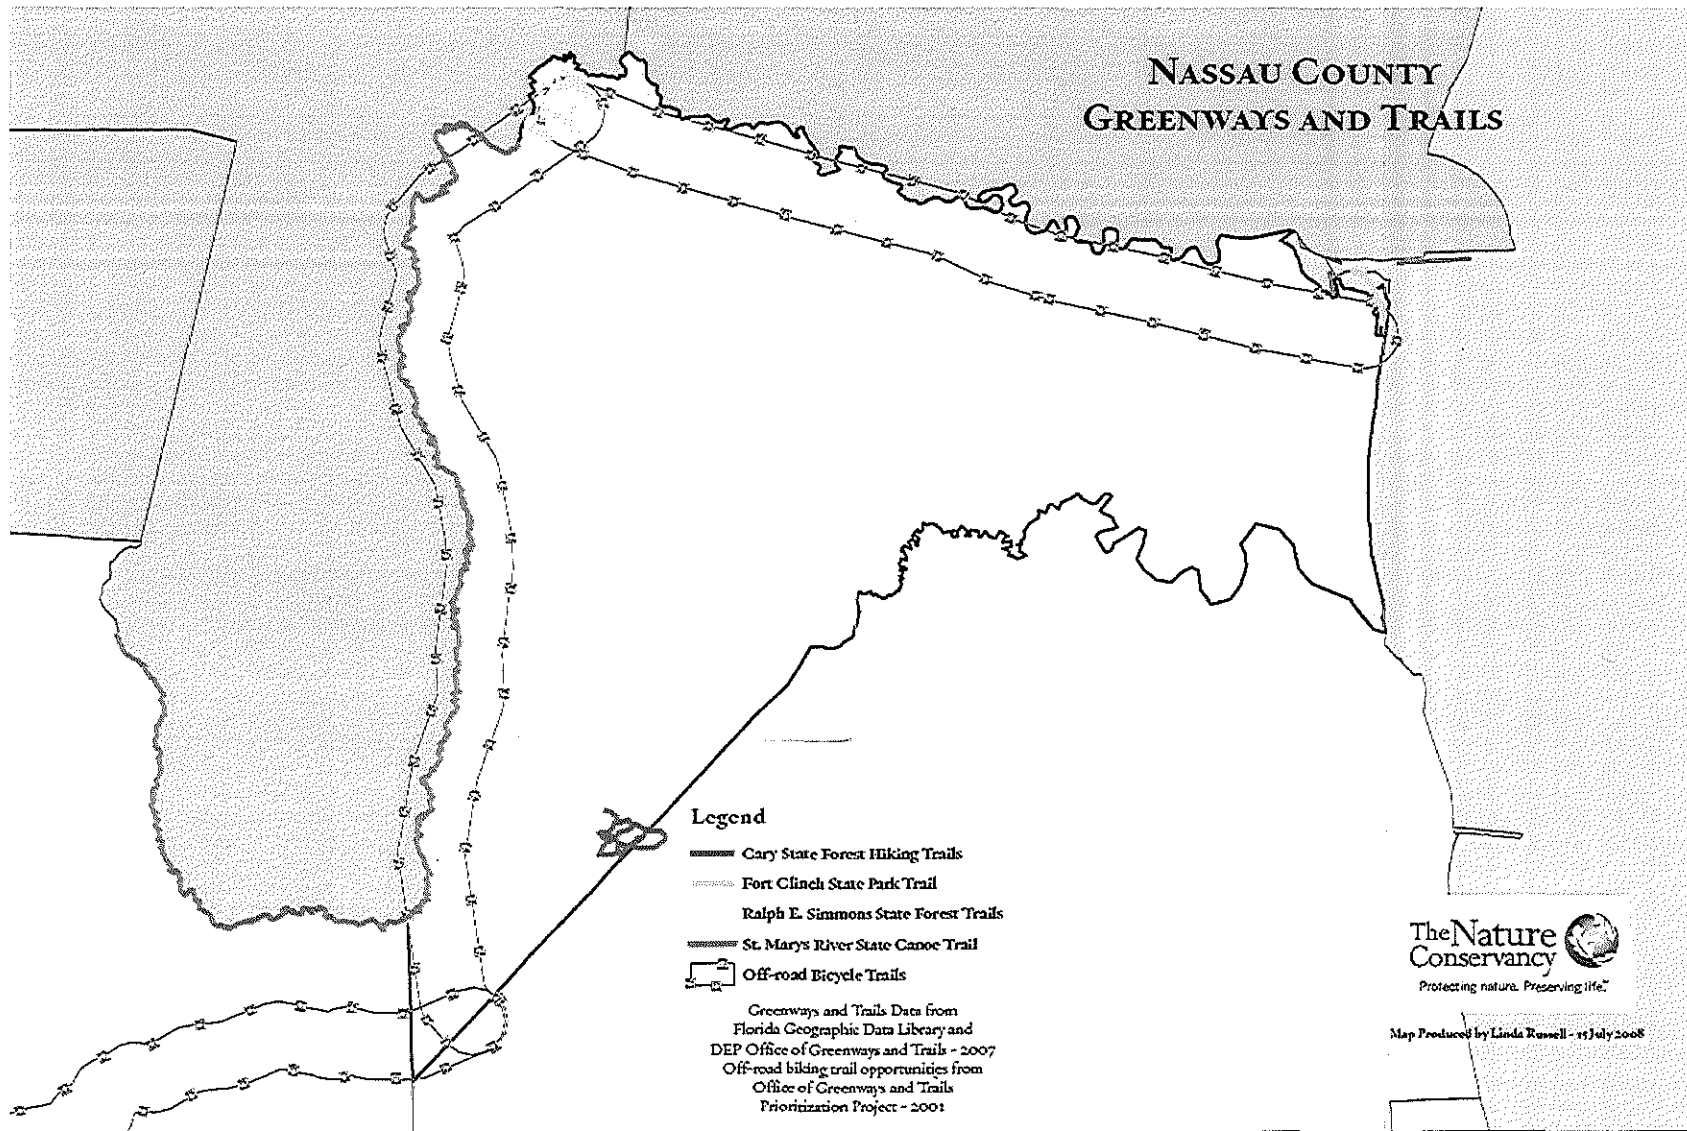 NASSAU COUNTY
GREENWAYS AND TRAILS
Legend
Cary State Forest Hiking Trails
Fort Clinch State Park Trail
Ralph E. Simmons State Forest Trails
St. Marys River State Canoe Trail
Off-road Bicycle Trails
Greenways and Trails Data from
Florida Geographic Data Library and
DEP Office of Greenways and Trails - 2007
Off-road biking trail opportunities from
Office of Greenways and Trails
Prioritization Project - 2001
The Nature
Conservancy
Protecting nature. Preserving life.™
Map Produced by Linda Russell - 15 July 2008